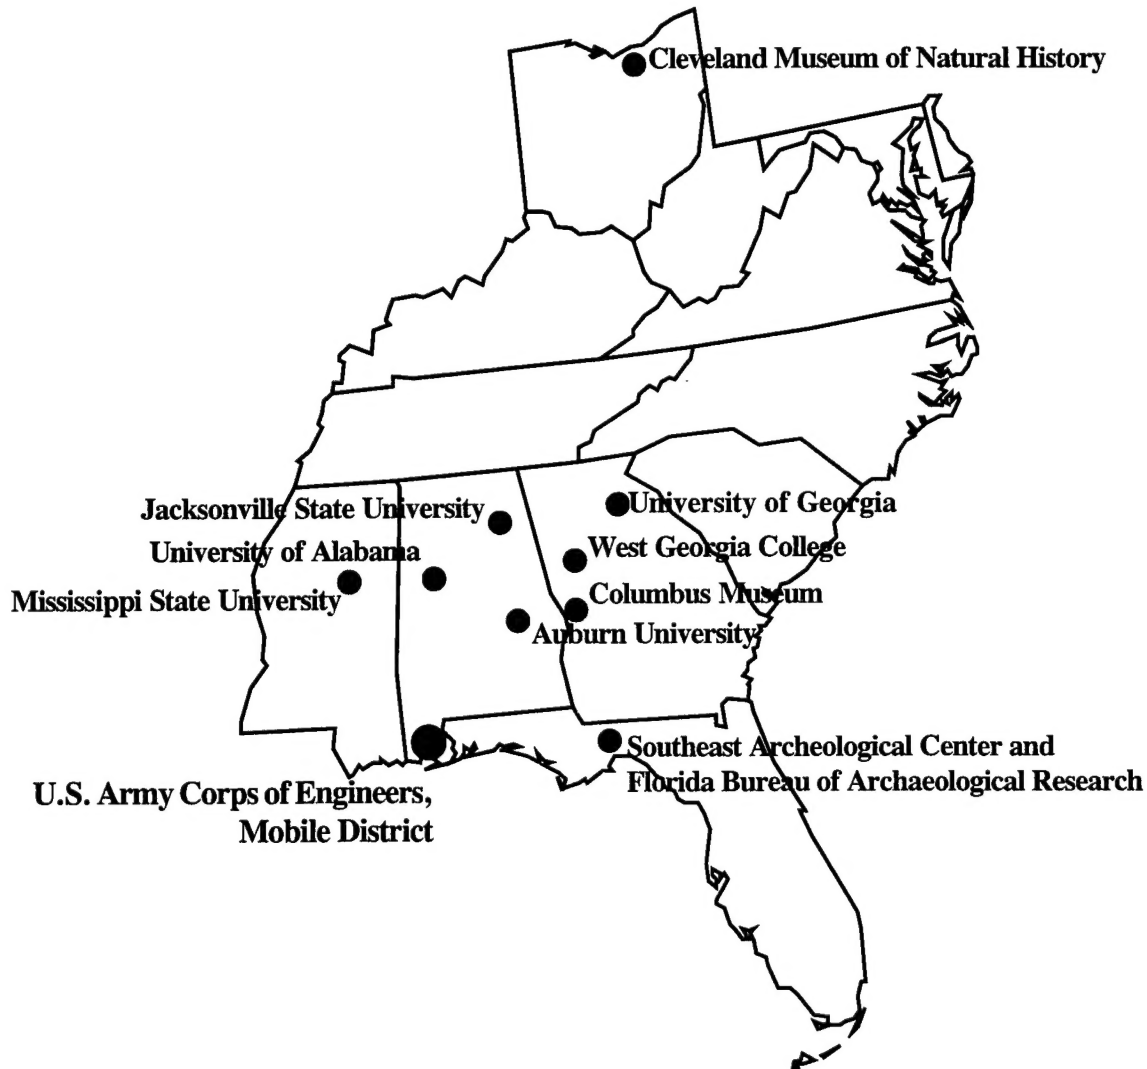 Cleveland Museum of Natural History
Jacksonville State University
University of Georgia
University of Alabama
West Georgia College
Mississippi State University
Columbus Museum
Auburn University
Southeast Archeological Center and
Florida Bureau of Archaeological Research
U.S. Army Corps of Engineers,
Mobile District